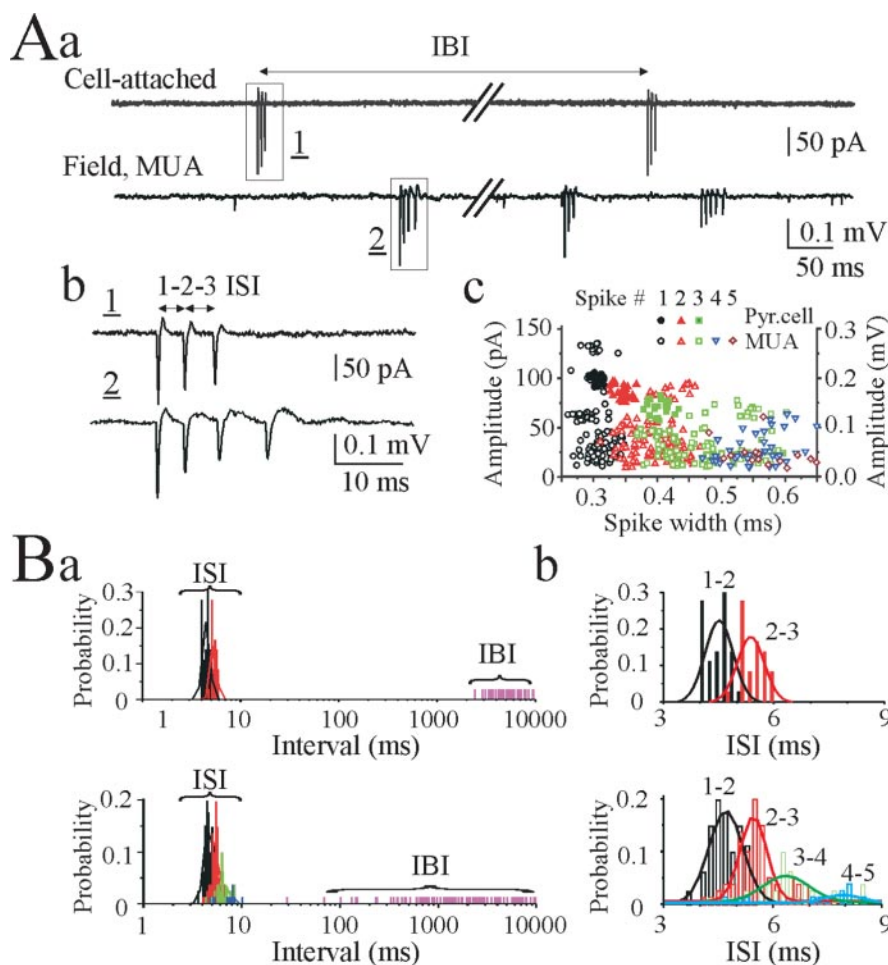 Aa
IBI
Cell-attached
1
50 pA
Field, MUA
2
0.1 mV
50 ms
b
1-2-3 ISI
1
50 pA
2
0.1 mV
10 ms
c
Spike # 1 2 3 4 5
Pyr.cell
MUA
Amplitude (pA)
150
100
50
0
Amplitude (mV)
0.3
0.2
0.1
0.0
0.3 0.4 0.5 0.6
Spike width (ms)
Ba
ISI
IBI
Probability
0.3
0.2
0.1
0
1 10 100 1000 10000
Interval (ms)
b
1-2
2-3
Probability
0.3
0.2
0.1
0
3 6 9
ISI (ms)
ISI
IBI
Probability
0.2
0.1
0
1 10 100 1000 10000
Interval (ms)
1-2
2-3
3-4
4-5
Probability
0.2
0.1
0
3 6 9
ISI (ms)